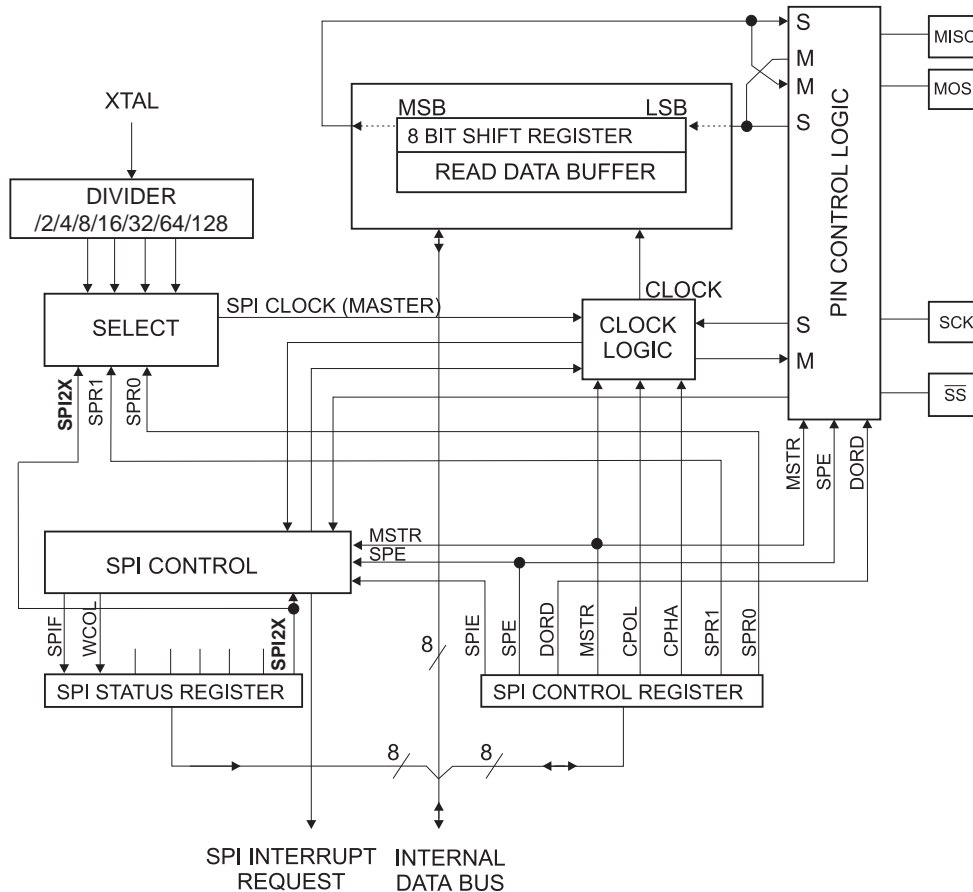 S
MISO
M
MOSI
M
XTAL
MSB
LSB
8 BIT SHIFT REGISTER
S
READ DATA BUFFER
DIVIDER
/2/4/8/16/32/64/128
PIN CONTROL LOGIC
SPI CLOCK (MASTER)
CLOCK
SELECT
CLOCK
LOGIC
S
SCK
M
SPI2X
SPR1
SPR0
SS
MSTR
SPE
DORD
MSTR
SPE
SPI CONTROL
SPIF
WCOL
SPI2X
SPIE
SPE
DORD
MSTR
CPOL
CPHA
SPR1
SPR0
8
SPI STATUS REGISTER
SPI CONTROL REGISTER
8
8
SPI INTERRUPT
REQUEST
INTERNAL
DATA BUS